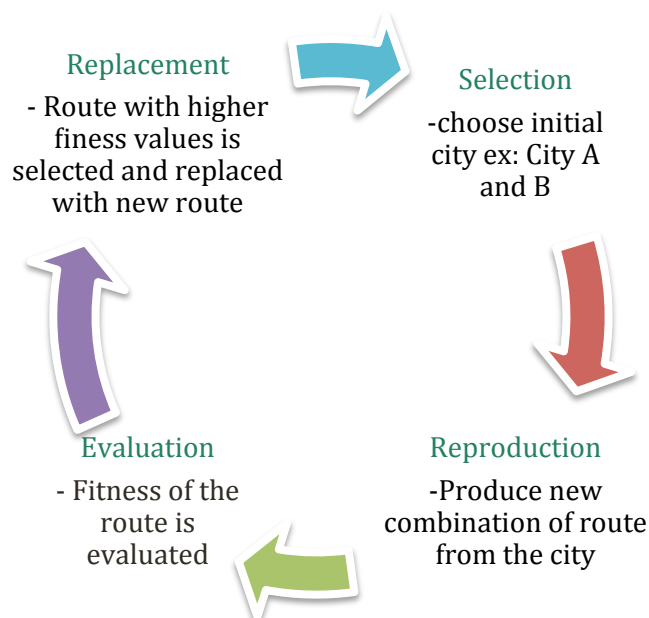 Replacement
- Route with higher
finess values is
selected and replaced
with new route
Selection
-choose initial
city ex: City A
and B
Evaluation
- Fitness of the
route is
evaluated
Reproduction
-Produce new
combination of route
from the city